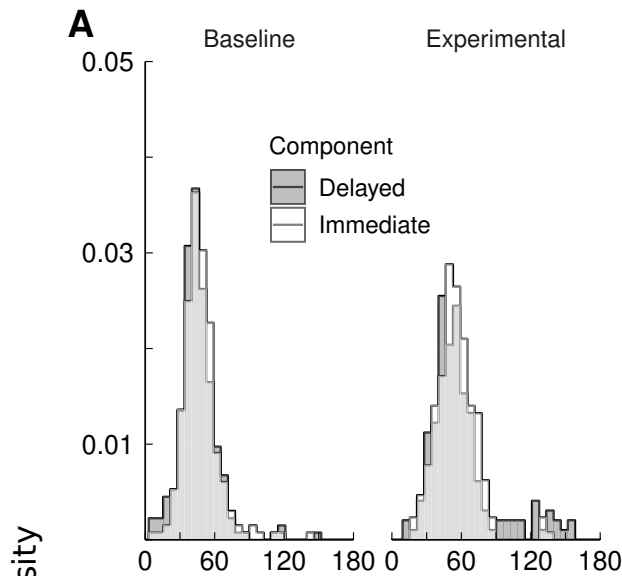 A
Baseline Experimental
0.05
Component
Delayed
Immediate
0.03
0.01
0 60 120 180 0 60 120 180
sity